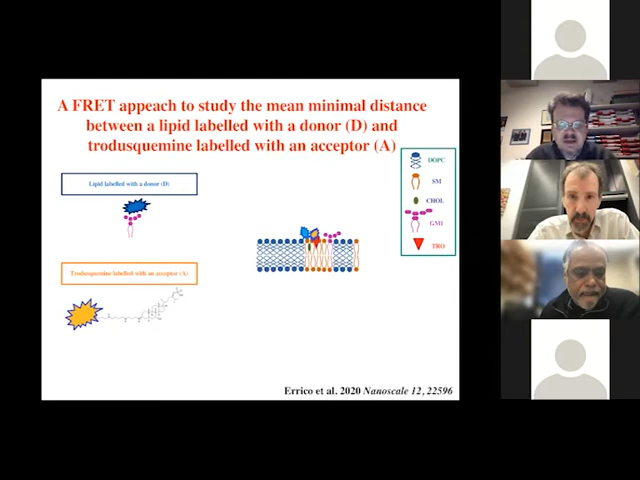 A FRET appeach to study the mean minimal distance
between a lipid labelled with a donor (D) and
trodusquemine labelled with an acceptor (A)
Lipid labelled with a donor (D)
Trodusquemine labelled with an acceptor (A)
DOPC
SM
CHOL
GM1
TRO
Errico et al. 2020 Nanoscale 12, 22596